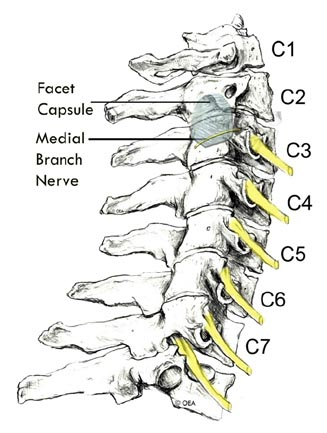 C1
Facet
Capsule
C2
Medial
Branch
Nerve
C3
C4
C5
C6
C7
© OEA